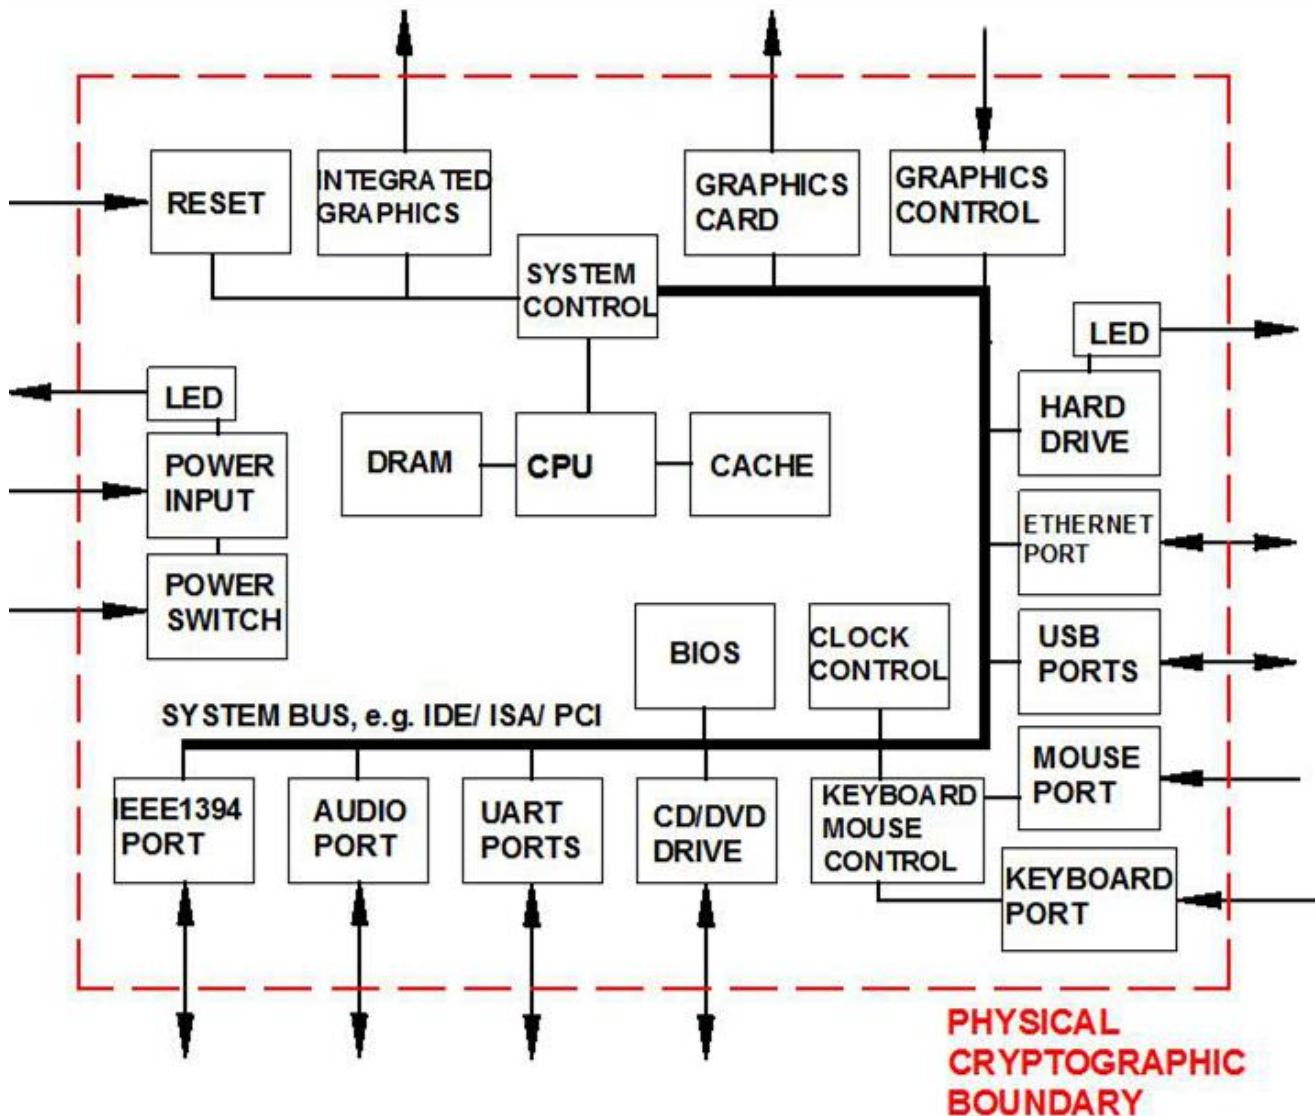 RESET
INTEGRATED
GRAPHICS
GRAPHICS
CARD
GRAPHICS
CONTROL
SYSTEM
CONTROL
LED
HARD
DRIVE
LED
POWER
INPUT
DRAM
CPU
CACHE
ETHERNET
PORT
POWER
SWITCH
BIOS
CLOCK
CONTROL
USB
PORTS
SYSTEM BUS, e.g. IDE/ ISA/ PCI
MOUSE
PORT
IEEE1394
PORT
AUDIO
PORT
UART
PORTS
CD/DVD
DRIVE
KEYBOARD
MOUSE
CONTROL
KEYBOARD
PORT
PHYSICAL
CRYPTOGRAPHIC
BOUNDARY